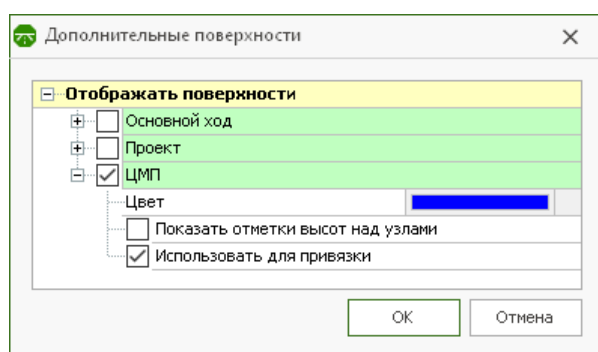 Дополнительные поверхности
Отображать поверхности
Основной ход
Проект
ЦМП
Цвет
Показать отметки высот над узлами
Использовать для привязки
ОК Отмена